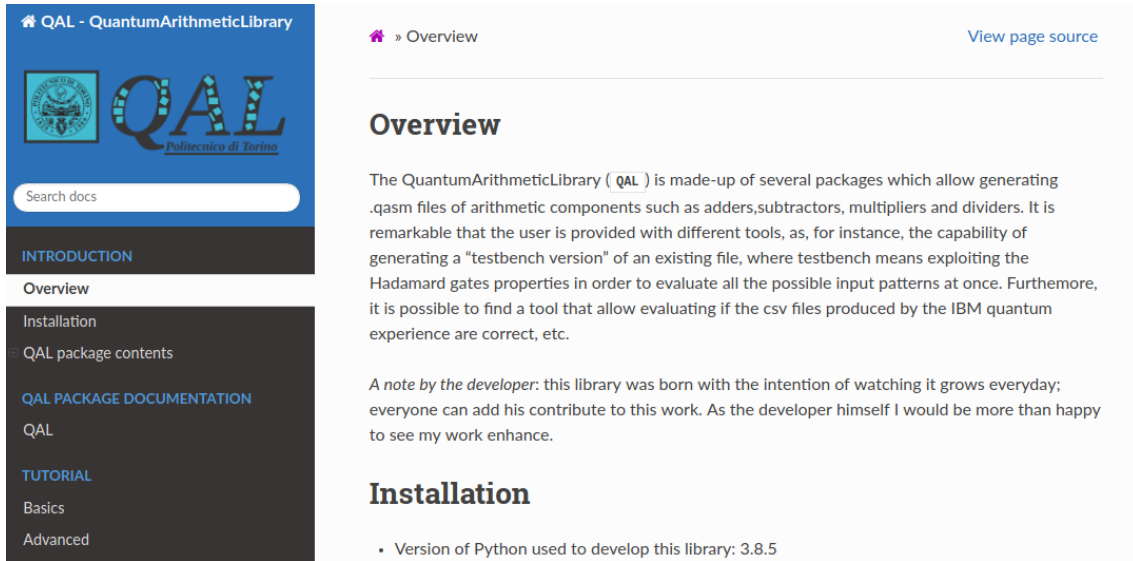 QAL - QuantumArithmeticLibrary
QAL
Politecnico di Torino
Search docs
INTRODUCTION
Overview
Installation
QAL package contents
QAL PACKAGE DOCUMENTATION
QAL
TUTORIAL
Basics
Advanced
» Overview
View page source
Overview
The QuantumArithmeticLibrary ( QAL ) is made-up of several packages which allow generating
.qasm files of arithmetic components such as adders,subtractors, multipliers and dividers. It is
remarkable that the user is provided with different tools, as, for instance, the capability of
generating a “testbench version” of an existing file, where testbench means exploiting the
Hadamard gates properties in order to evaluate all the possible input patterns at once. Furthermore,
it is possible to find a tool that allow evaluating if the csv files produced by the IBM quantum
experience are correct, etc.
A note by the developer: this library was born with the intention of watching it grows everyday;
everyone can add his contribute to this work. As the developer himself I would be more than happy
to see my work enhance.
Installation
• Version of Python used to develop this library: 3.8.5